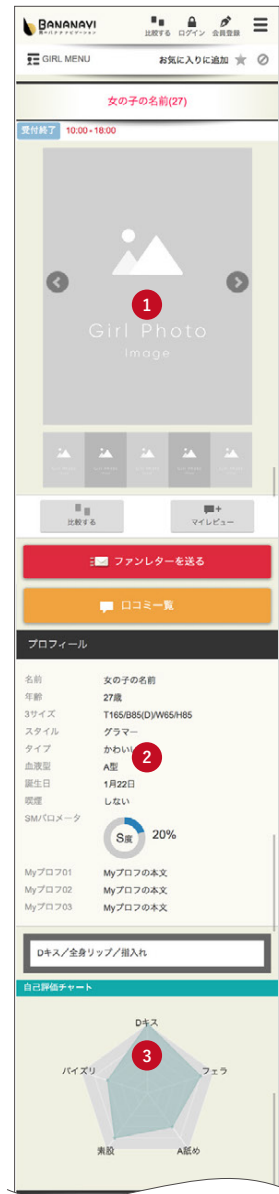 BANANAVI
比較する ログイン 会員登録
GIRL MENU お気に入りに追加
女の子の名前(27)
受付終了 10:00 - 18:00
1
Girl Photo
Image
比較する マイレビュー
ファンレターを送る
口コミ一覧
プロフィール
名前 女の子の名前
年齢 27歳
3サイズ T165/B85(D)/W65/H85
スタイル グラマー
タイプ かわい
2
血液型 A型
誕生日 1月22日
喫煙 しない
SMバロメータ
S度 20%
Myプロフ01 Myプロフの本文
Myプロフ02 Myプロフの本文
Myプロフ03 Myプロフの本文
Dキス／全身リップ／指入れ
自己評価チャート
Dキス
3
パイズリ フェラ
素股 A舐め